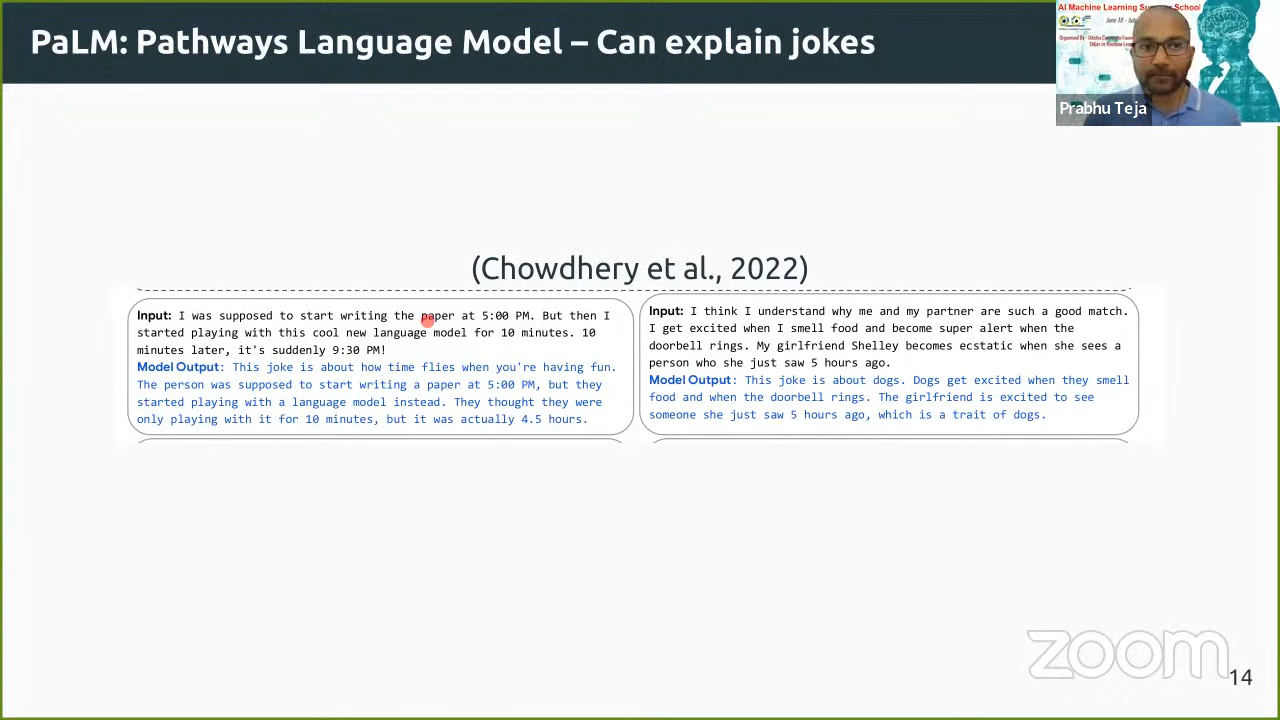 PaLM: Pathways Language Model – Can explain jokes
AI Machine Learning Summer School
Prabhu Teja
(Chowdhery et al., 2022)
Input: I was supposed to start writing the paper at 5:00 PM. But then I
started playing with this cool new language model for 10 minutes. 10
minutes later, it's suddenly 9:30 PM!
Model Output: This joke is about how time flies when you're having fun.
The person was supposed to start writing a paper at 5:00 PM, but they
started playing with a language model instead. They thought they were
only playing with it for 10 minutes, but it was actually 4.5 hours.
Input: I think I understand why me and my partner are such a good match.
I get excited when I smell food and become super alert when the
doorbell rings. My girlfriend Shelley becomes ecstatic when she sees a
person who she just saw 5 hours ago.
Model Output: This joke is about dogs. Dogs get excited when they smell
food and when the doorbell rings. The girlfriend is excited to see
someone she just saw 5 hours ago, which is a trait of dogs.
zoom
14